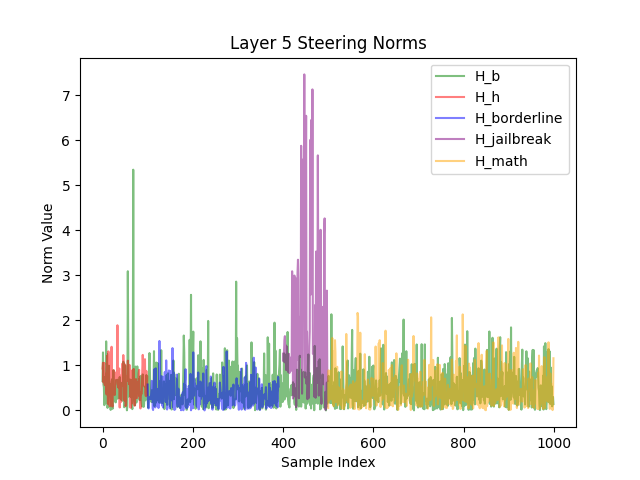 Layer 5 Steering Norms
H_b
H_h
H_borderline
H_jailbreak
H_math
Norm Value
7
6
5
4
3
2
1
0
0 200 400 600 800 1000
Sample Index